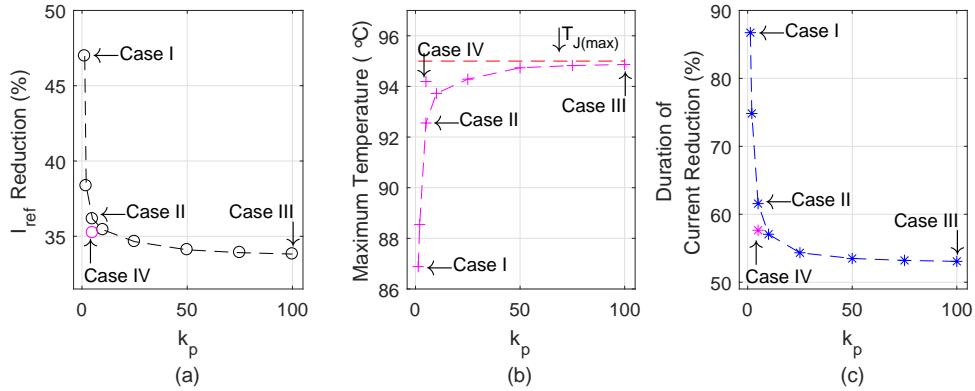 I_ref Reduction (%)
50
45
40
35
Case I
Case II
Case III
Case IV
0
50
100
k_p
(a)
Maximum Temperature ( °C)
96
94
92
90
88
86
Case IV
T_J(max)
Case III
Case II
Case I
0
50
100
k_p
(b)
Duration of
Current Reduction (%)
90
80
70
60
50
Case I
Case II
Case III
Case IV
0
50
100
k_p
(c)